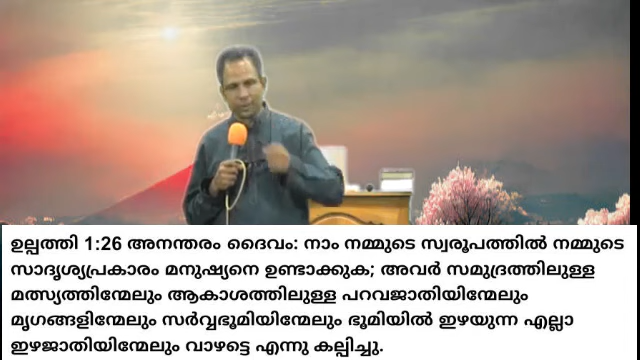 ഉല്പത്തി 1:26 അനന്തരം ദൈവം: നാം നമ്മുടെ സ്വരൂപത്തിൽ നമ്മുടെ
സാദൃശ്യപ്രകാരം മനുഷ്യനെ ഉണ്ടാക്കുക; അവർ സമുദ്രത്തിലുള്ള
മത്സ്യത്തിന്മേലും ആകാശത്തിലുള്ള പറവജാതിയിന്മേലും
മൃഗങ്ങളിന്മേലും സർവ്വഭൂമിയിന്മേലും ഭൂമിയിൽ ഇഴയുന്ന എല്ലാ
ഇഴജാതിയിന്മേലും വാഴട്ടെ എന്നു കല്പിച്ചു.